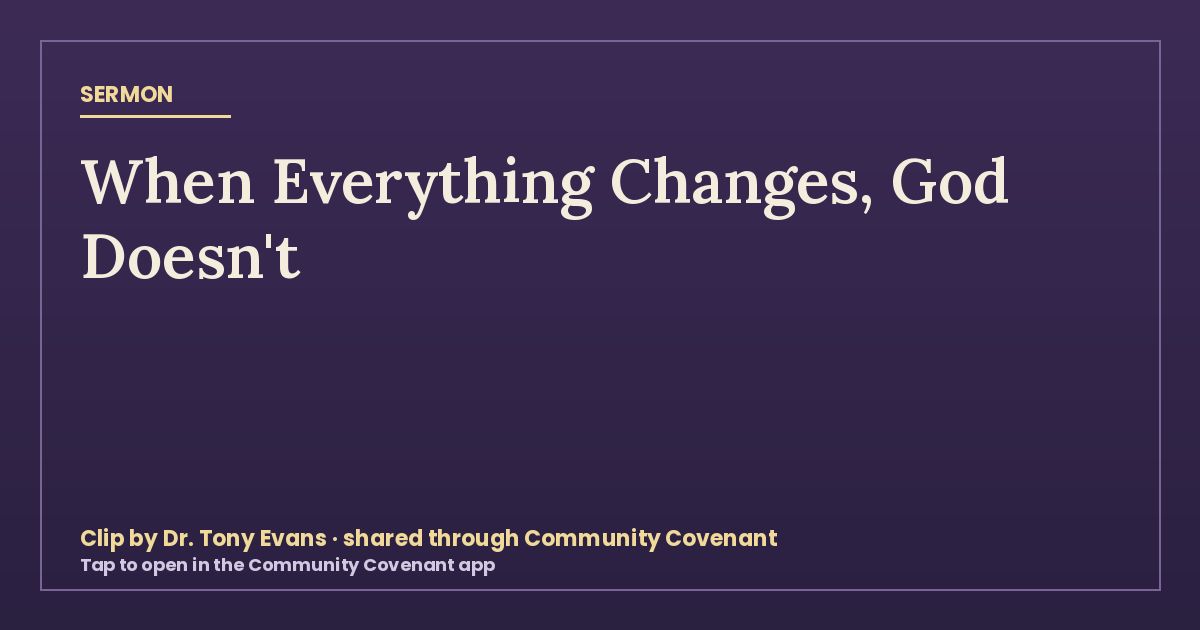 SERMON
When Everything Changes, God
Doesn't
Clip by Dr. Tony Evans · shared through Community Covenant
Tap to open in the Community Covenant app